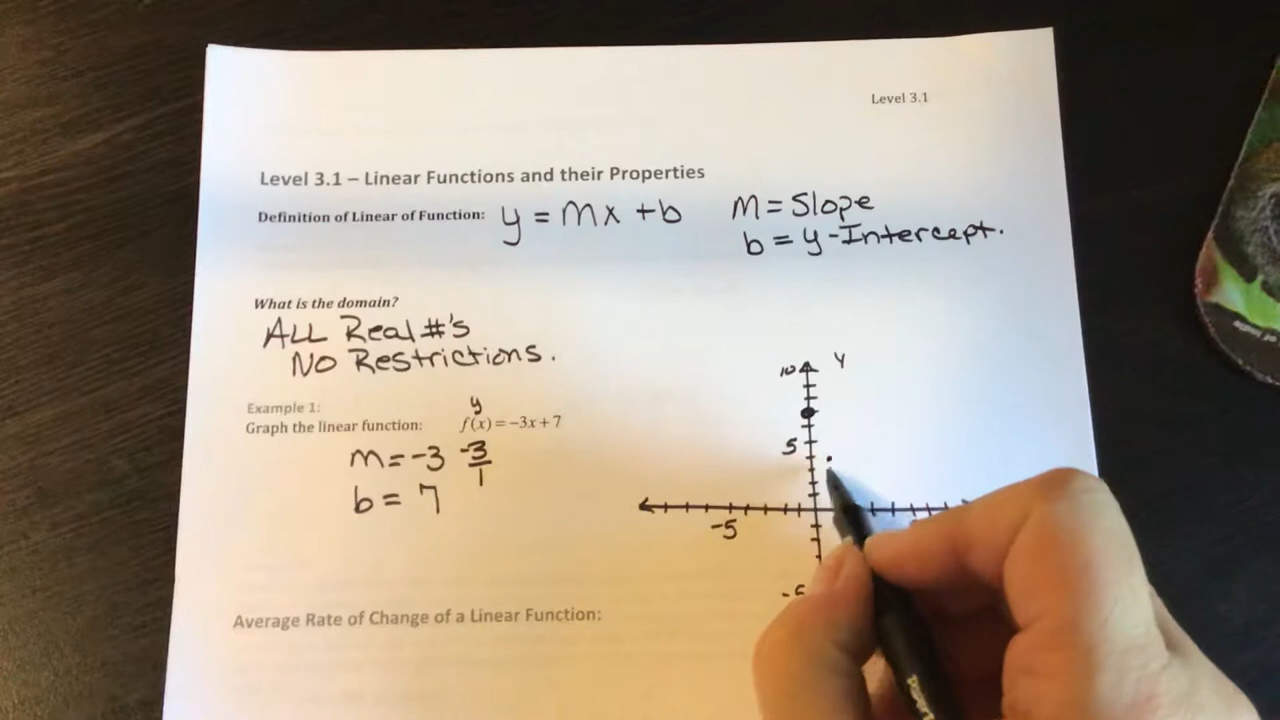 Level 3.1
Level 3.1 – Linear Functions and their Properties
Definition of Linear of Function: y = mx + b m = Slope
b = y-Intercept.
What is the domain?
ALL Real #'s
NO Restrictions.
10 y
Example 1: y
Graph the linear function: f(x) = −3x + 7
m = -3 -3/1
5
b = 7
-5
-5
Average Rate of Change of a Linear Function: